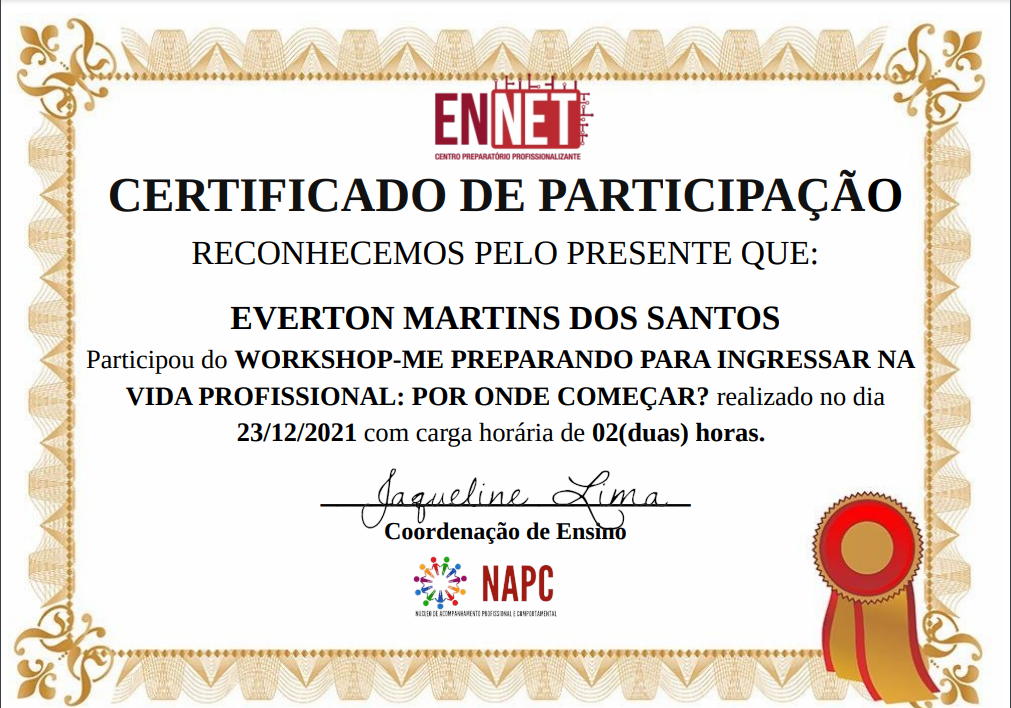 ENNET
CENTRO PREPARATÓRIO PROFISSIONALIZANTE
CERTIFICADO DE PARTICIPAÇÃO
RECONHECEMOS PELO PRESENTE QUE:
EVERTON MARTINS DOS SANTOS
Participou do WORKSHOP-ME PREPARANDO PARA INGRESSAR NA
VIDA PROFISSIONAL: POR ONDE COMEÇAR? realizado no dia
23/12/2021 com carga horária de 02(duas) horas.
Jaqueline Lima
Coordenação de Ensino
NAPC
NÚCLEO DE ACOMPANHAMENTO PROFISSIONAL E COMPORTAMENTAL